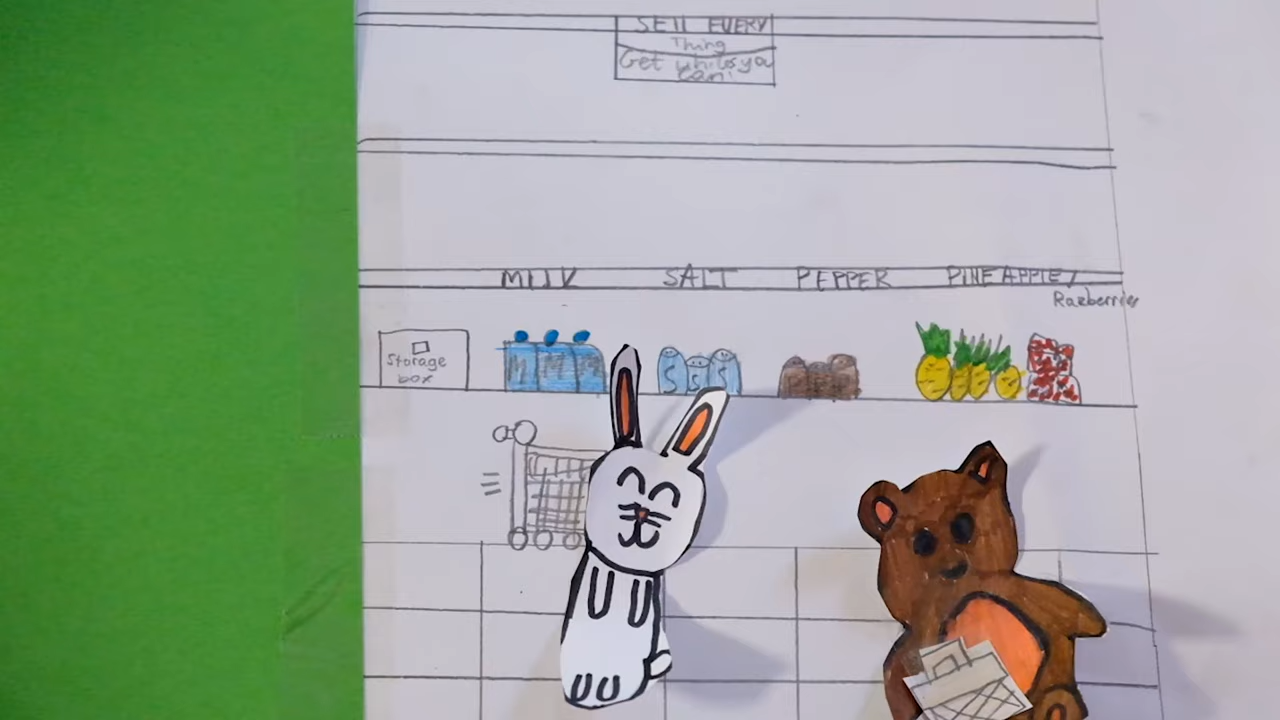 SEll EVERY
Thing
Get while you
Can!
MIlK SALT PEPPER PINEAPPLE/
Razberries
Storage
box
M M M
S S S
P P P